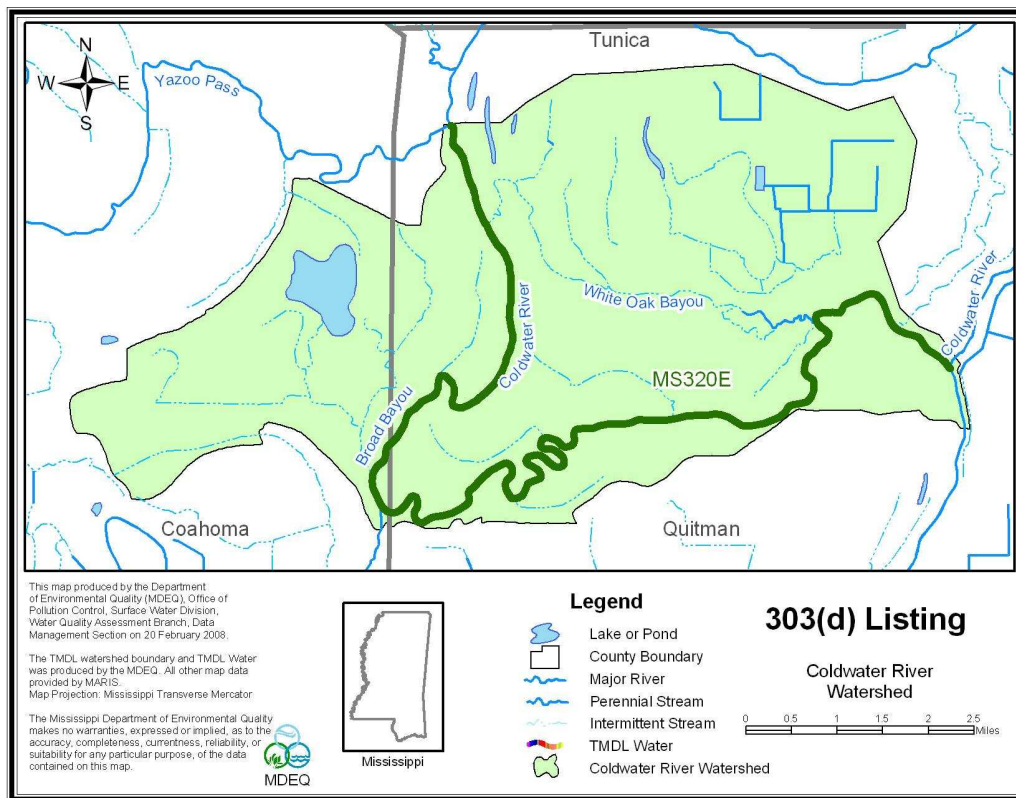 Tunica
N
W E
S
Yazoo Pass
White Oak Bayou
Coldwater River
Coldwater River
MS320E
Broad Bayou
Coahoma
Quitman
This map produced by the Department
of Environmental Quality (MDEQ), Office of
Pollution Control, Surface Water Division,
Water Quality Assessment Branch, Data
Management Section on 20 February 2008.
The TMDL watershed boundary and TMDL Water
was produced by the MDEQ. All other map data
provided by MARIS.
Map Projection: Mississippi Transverse Mercator
The Mississippi Department of Environmental Quality
makes no warranties, expressed or implied, as to the
accuracy, completeness, currentness, reliability, or
suitability for any particular purpose, of the data
contained on this map.
MDEQ
Mississippi
Legend
Lake or Pond
County Boundary
Major River
Perennial Stream
Intermittent Stream
TMDL Water
Coldwater River Watershed
303(d) Listing
Coldwater River
Watershed
0 0.5 1 1.5 2 2.5
Miles